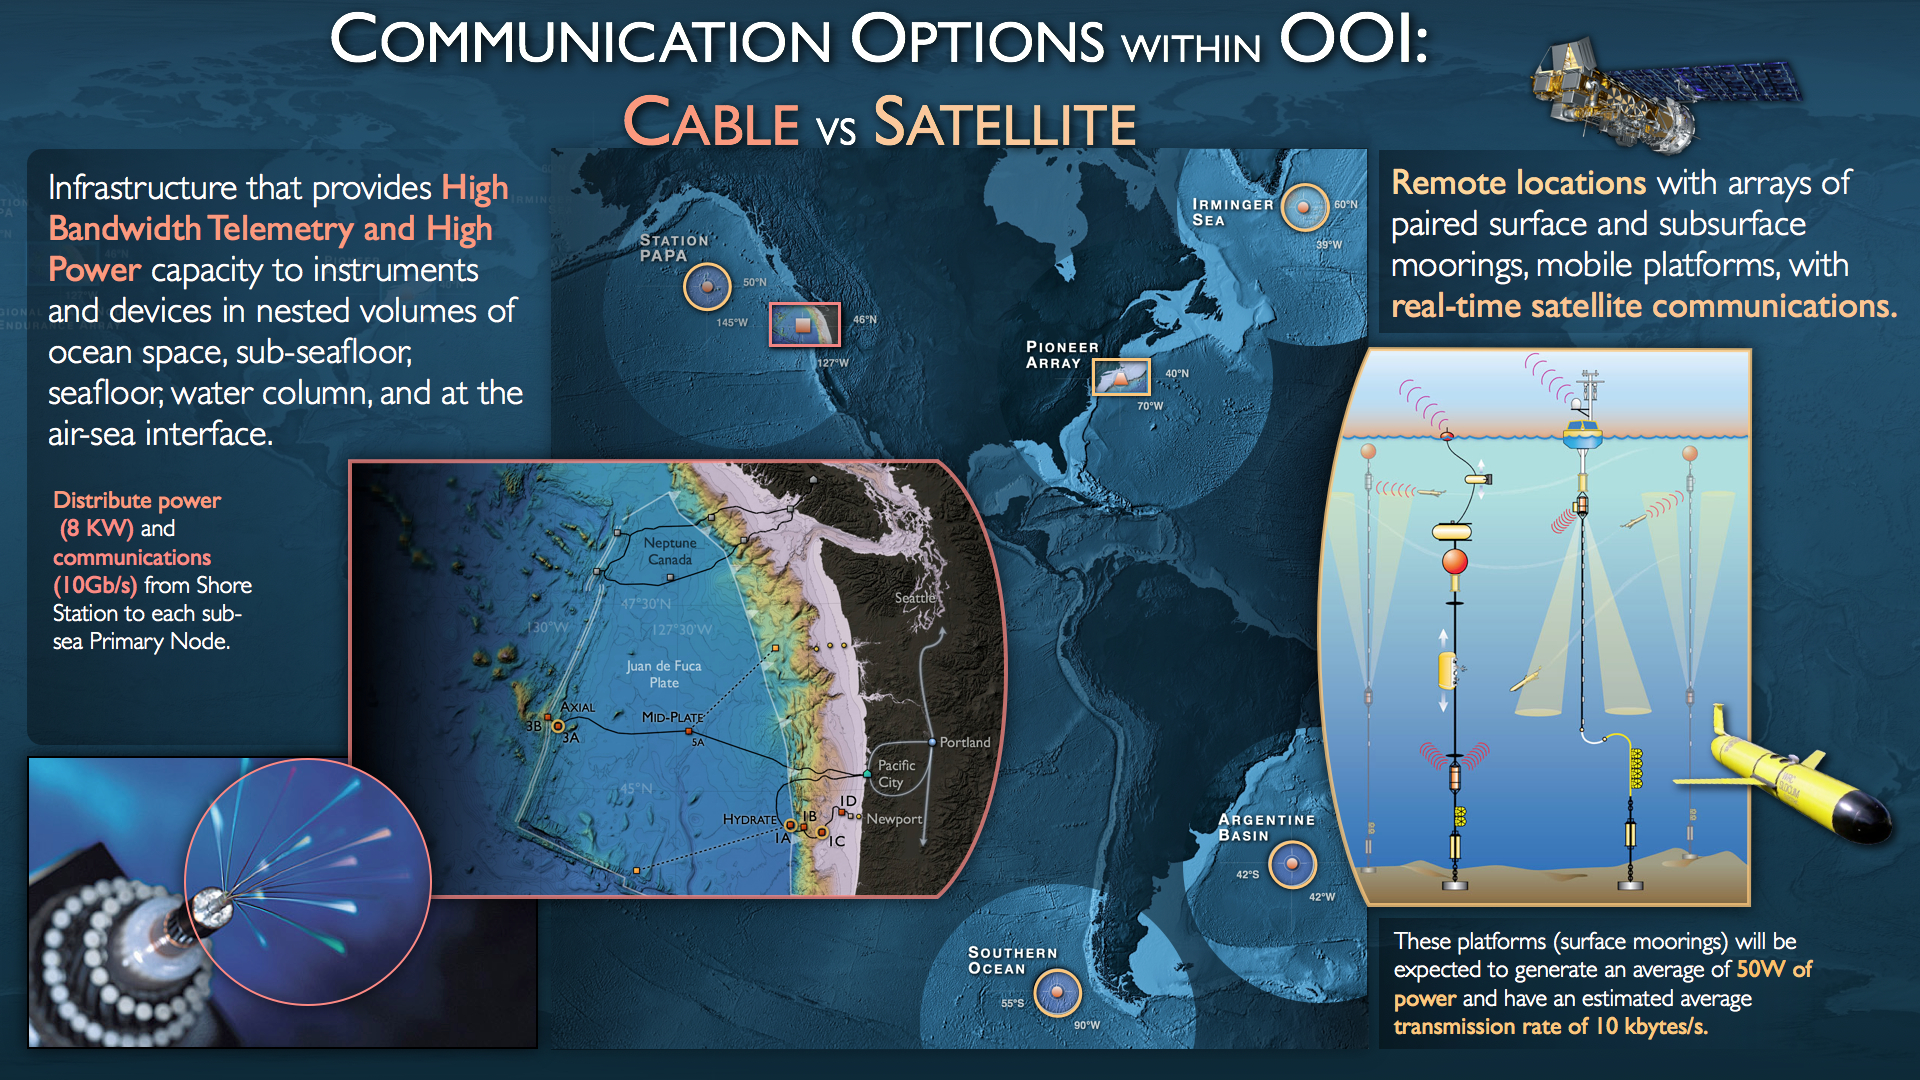 COMMUNICATION OPTIONS WITHIN OOI:
CABLE VS SATELLITE
Infrastructure that provides High
Bandwidth Telemetry and High
Power capacity to instruments
and devices in nested volumes of
ocean space, sub-seafloor,
seafloor, water column, and at the
air-sea interface.
Distribute power
(8 KW) and
communications
(10Gb/s) from Shore
Station to each sub-
sea Primary Node.
STATION
PAPA
50°N
145°W
46°N
127°W
IRMINGER
SEA
60°N
39°W
PIONEER
ARRAY
40°N
70°W
Neptune
Canada
47°30'N
130°W
127°30'W
Seattle
Juan de Fuca
Plate
AXIAL
3B
3A
MID-PLATE
5A
Portland
Pacific
City
45°N
HYDRATE
1A
1B
1C
1D
Newport
ARGENTINE
BASIN
42°S
42°W
SOUTHERN
OCEAN
55°S
90°W
Remote locations with arrays of
paired surface and subsurface
moorings, mobile platforms, with
real-time satellite communications.
These platforms (surface moorings) will be
expected to generate an average of 50W of
power and have an estimated average
transmission rate of 10 kbytes/s.